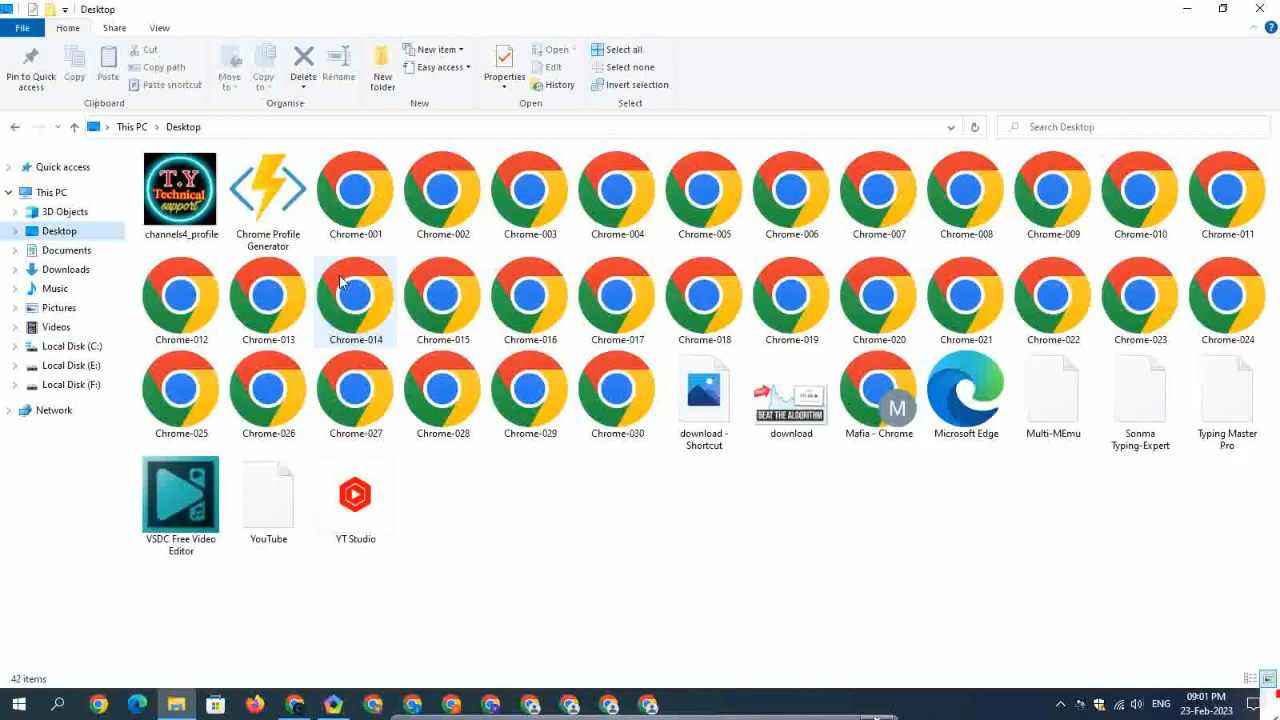 Desktop
File Home Share View
Pin to Quick access
Copy
Paste
Cut
Copy path
Paste shortcut
Clipboard
Move to
Copy to
Delete
Rename
Organise
New folder
New item
Easy access
New
Properties
Open
Edit
History
Open
Select all
Select none
Invert selection
Select
This PC > Desktop
Search Desktop
Quick access
This PC
3D Objects
Desktop
Documents
Downloads
Music
Pictures
Videos
Local Disk (C:)
Local Disk (E:)
Local Disk (F:)
Network
T.Y
Technical
support
channels4_profile
Chrome Profile
Generator
Chrome-001
Chrome-002
Chrome-003
Chrome-004
Chrome-005
Chrome-006
Chrome-007
Chrome-008
Chrome-009
Chrome-010
Chrome-011
Chrome-012
Chrome-013
Chrome-014
Chrome-015
Chrome-016
Chrome-017
Chrome-018
Chrome-019
Chrome-020
Chrome-021
Chrome-022
Chrome-023
Chrome-024
Chrome-025
Chrome-026
Chrome-027
Chrome-028
Chrome-029
Chrome-030
download -
Shortcut
BEAT THE ALGORITHM
download
M
Mafia - Chrome
Microsoft Edge
Multi-MEmu
Sonma
Typing-Expert
Typing Master
Pro
VSDC Free Video
Editor
YouTube
YT Studio
42 items
ENG
09:01 PM
23-Feb-2023